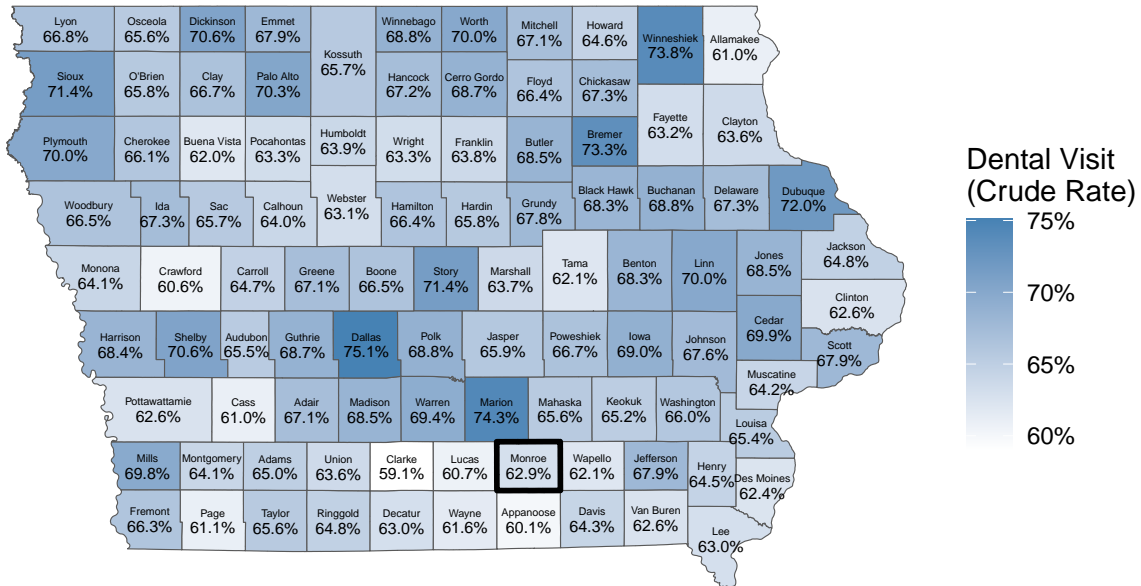 Lyon
66.8%
Osceola
65.6%
Dickinson
70.6%
Emmet
67.9%
Kossuth
65.7%
Winnebago
68.8%
Worth
70.0%
Mitchell
67.1%
Howard
64.6%
Winneshiek
73.8%
Allamakee
61.0%
Sioux
71.4%
O'Brien
65.8%
Clay
66.7%
Palo Alto
70.3%
Hancock
67.2%
Cerro Gordo
68.7%
Floyd
66.4%
Chickasaw
67.3%
Fayette
63.2%
Clayton
63.6%
Plymouth
70.0%
Cherokee
66.1%
Buena Vista
62.0%
Pocahontas
63.3%
Humboldt
63.9%
Wright
63.3%
Franklin
63.8%
Butler
68.5%
Bremer
73.3%
Woodbury
66.5%
Ida
67.3%
Sac
65.7%
Calhoun
64.0%
Webster
63.1%
Hamilton
66.4%
Hardin
65.8%
Grundy
67.8%
Black Hawk
68.3%
Buchanan
68.8%
Delaware
67.3%
Dubuque
72.0%
Monona
64.1%
Crawford
60.6%
Carroll
64.7%
Greene
67.1%
Boone
66.5%
Story
71.4%
Marshall
63.7%
Tama
62.1%
Benton
68.3%
Linn
70.0%
Jones
68.5%
Jackson
64.8%
Clinton
62.6%
Harrison
68.4%
Shelby
70.6%
Audubon
65.5%
Guthrie
68.7%
Dallas
75.1%
Polk
68.8%
Jasper
65.9%
Poweshiek
66.7%
Iowa
69.0%
Johnson
67.6%
Cedar
69.9%
Scott
67.9%
Muscatine
64.2%
Pottawattamie
62.6%
Cass
61.0%
Adair
67.1%
Madison
68.5%
Warren
69.4%
Marion
74.3%
Mahaska
65.6%
Keokuk
65.2%
Washington
66.0%
Louisa
65.4%
Mills
69.8%
Montgomery
64.1%
Adams
65.0%
Union
63.6%
Clarke
59.1%
Lucas
60.7%
Monroe
62.9%
Wapello
62.1%
Jefferson
67.9%
Henry
64.5%
Des Moines
62.4%
Fremont
66.3%
Page
61.1%
Taylor
65.6%
Ringgold
64.8%
Decatur
63.0%
Wayne
61.6%
Appanoose
60.1%
Davis
64.3%
Van Buren
62.6%
Lee
63.0%
Dental Visit
(Crude Rate)
75%
70%
65%
60%